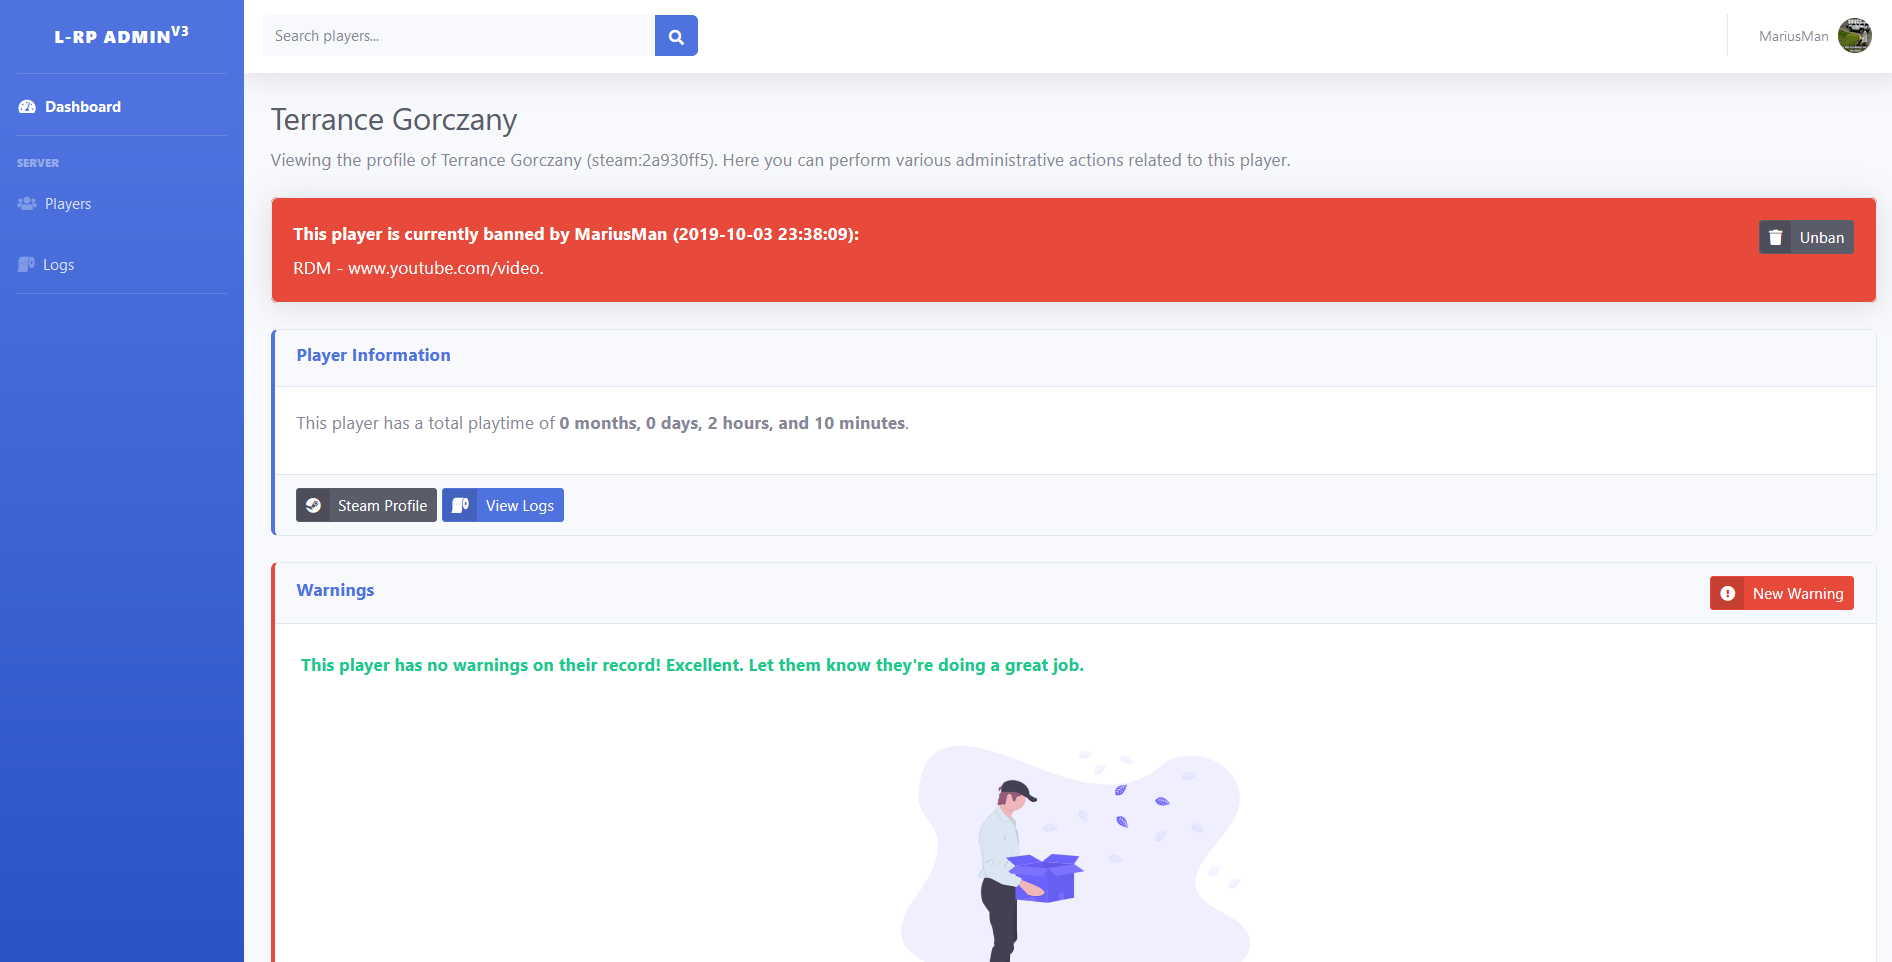 L-RP ADMINV3
Search players...
MariusMan
Dashboard
SERVER
Players
Logs
Terrance Gorczany
Viewing the profile of Terrance Gorczany (steam:2a930ff5). Here you can perform various administrative actions related to this player.
This player is currently banned by MariusMan (2019-10-03 23:38:09):
Unban
RDM - www.youtube.com/video.
Player Information
This player has a total playtime of 0 months, 0 days, 2 hours, and 10 minutes.
Steam Profile
View Logs
Warnings
New Warning
This player has no warnings on their record! Excellent. Let them know they're doing a great job.